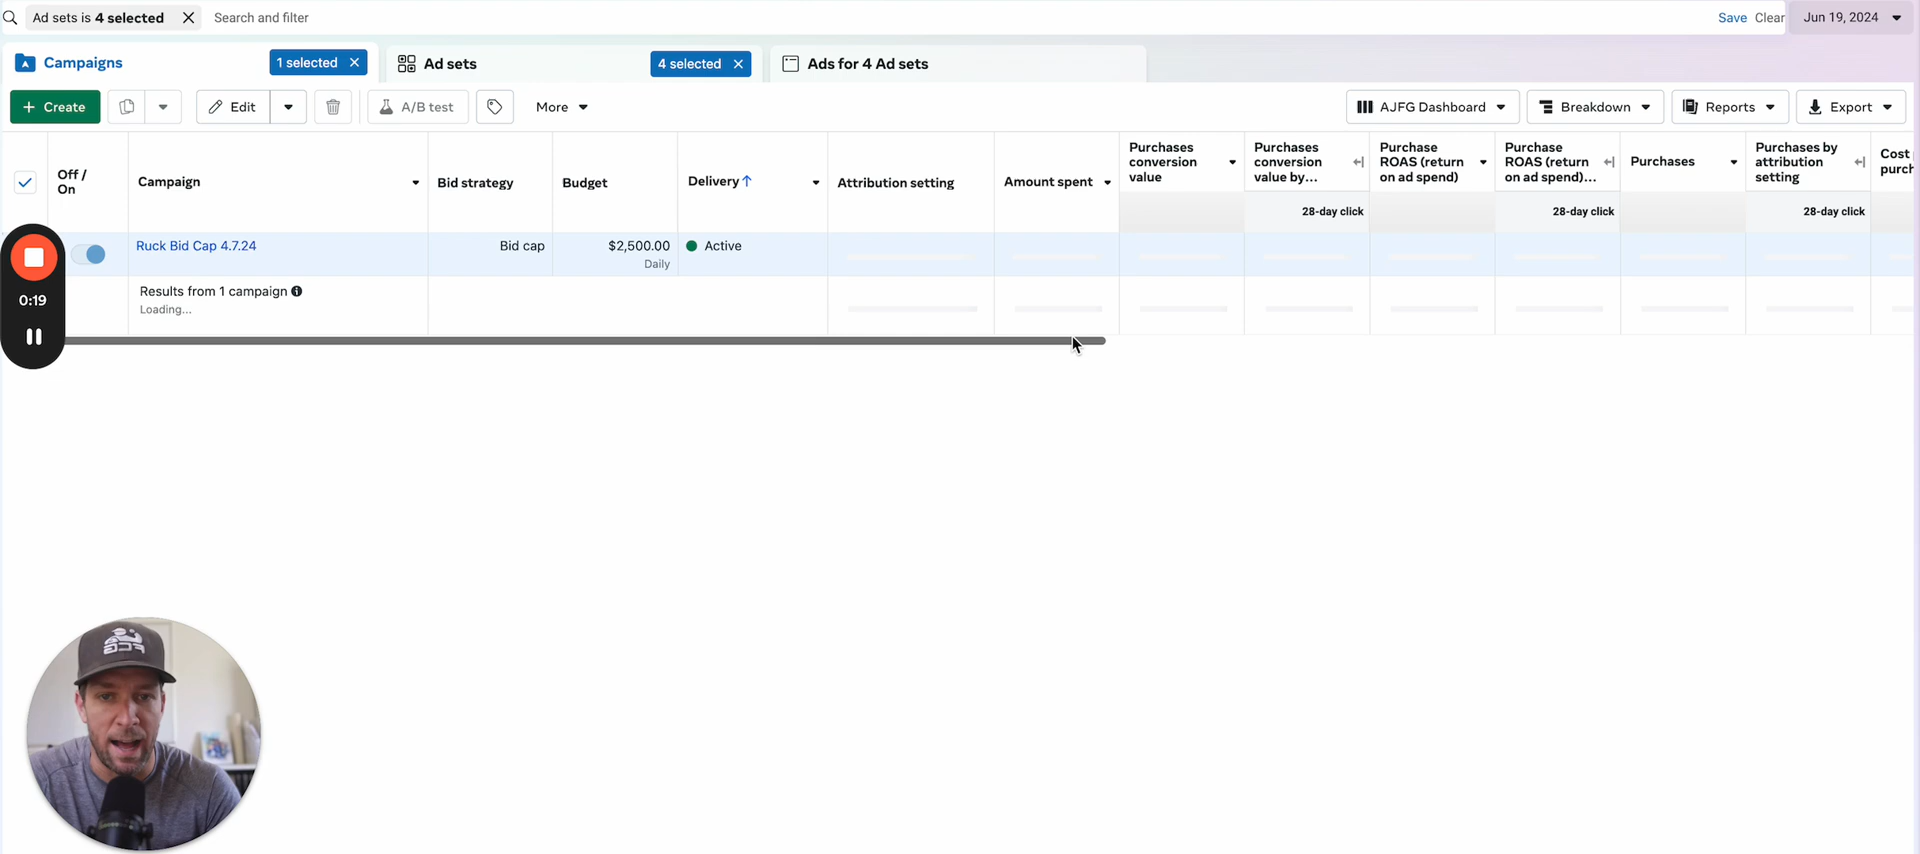 Ad sets is 4 selected
Search and filter
Save
Clear
Jun 19, 2024
Campaigns
1 selected
Ad sets
4 selected
Ads for 4 Ad sets
Create
Edit
A/B test
More
AJFG Dashboard
Breakdown
Reports
Export
Off /
On
Campaign
Bid strategy
Budget
Delivery
Attribution setting
Amount spent
Purchases
conversion
value
Purchases
conversion
value by...
28-day click
Purchase
ROAS (return
on ad spend)
Purchase
ROAS (return
on ad spend)...
28-day click
Purchases
Purchases by
attribution
setting
28-day click
Cost
purch
Ruck Bid Cap 4.7.24
Bid cap
$2,500.00
Daily
Active
Results from 1 campaign
Loading...
0:19